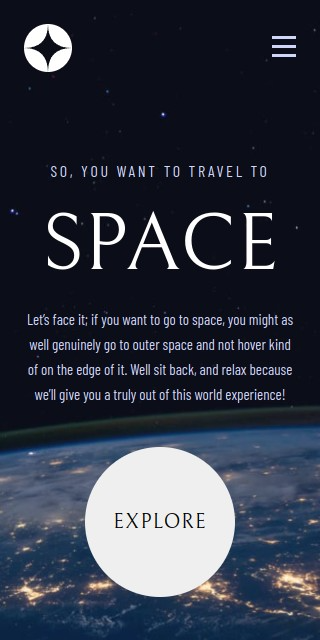 SO, YOU WANT TO TRAVEL TO
SPACE
Let's face it; if you want to go to space, you might as
well genuinely go to outer space and not hover kind
of on the edge of it. Well sit back, and relax because
we'll give you a truly out of this world experience!
EXPLORE